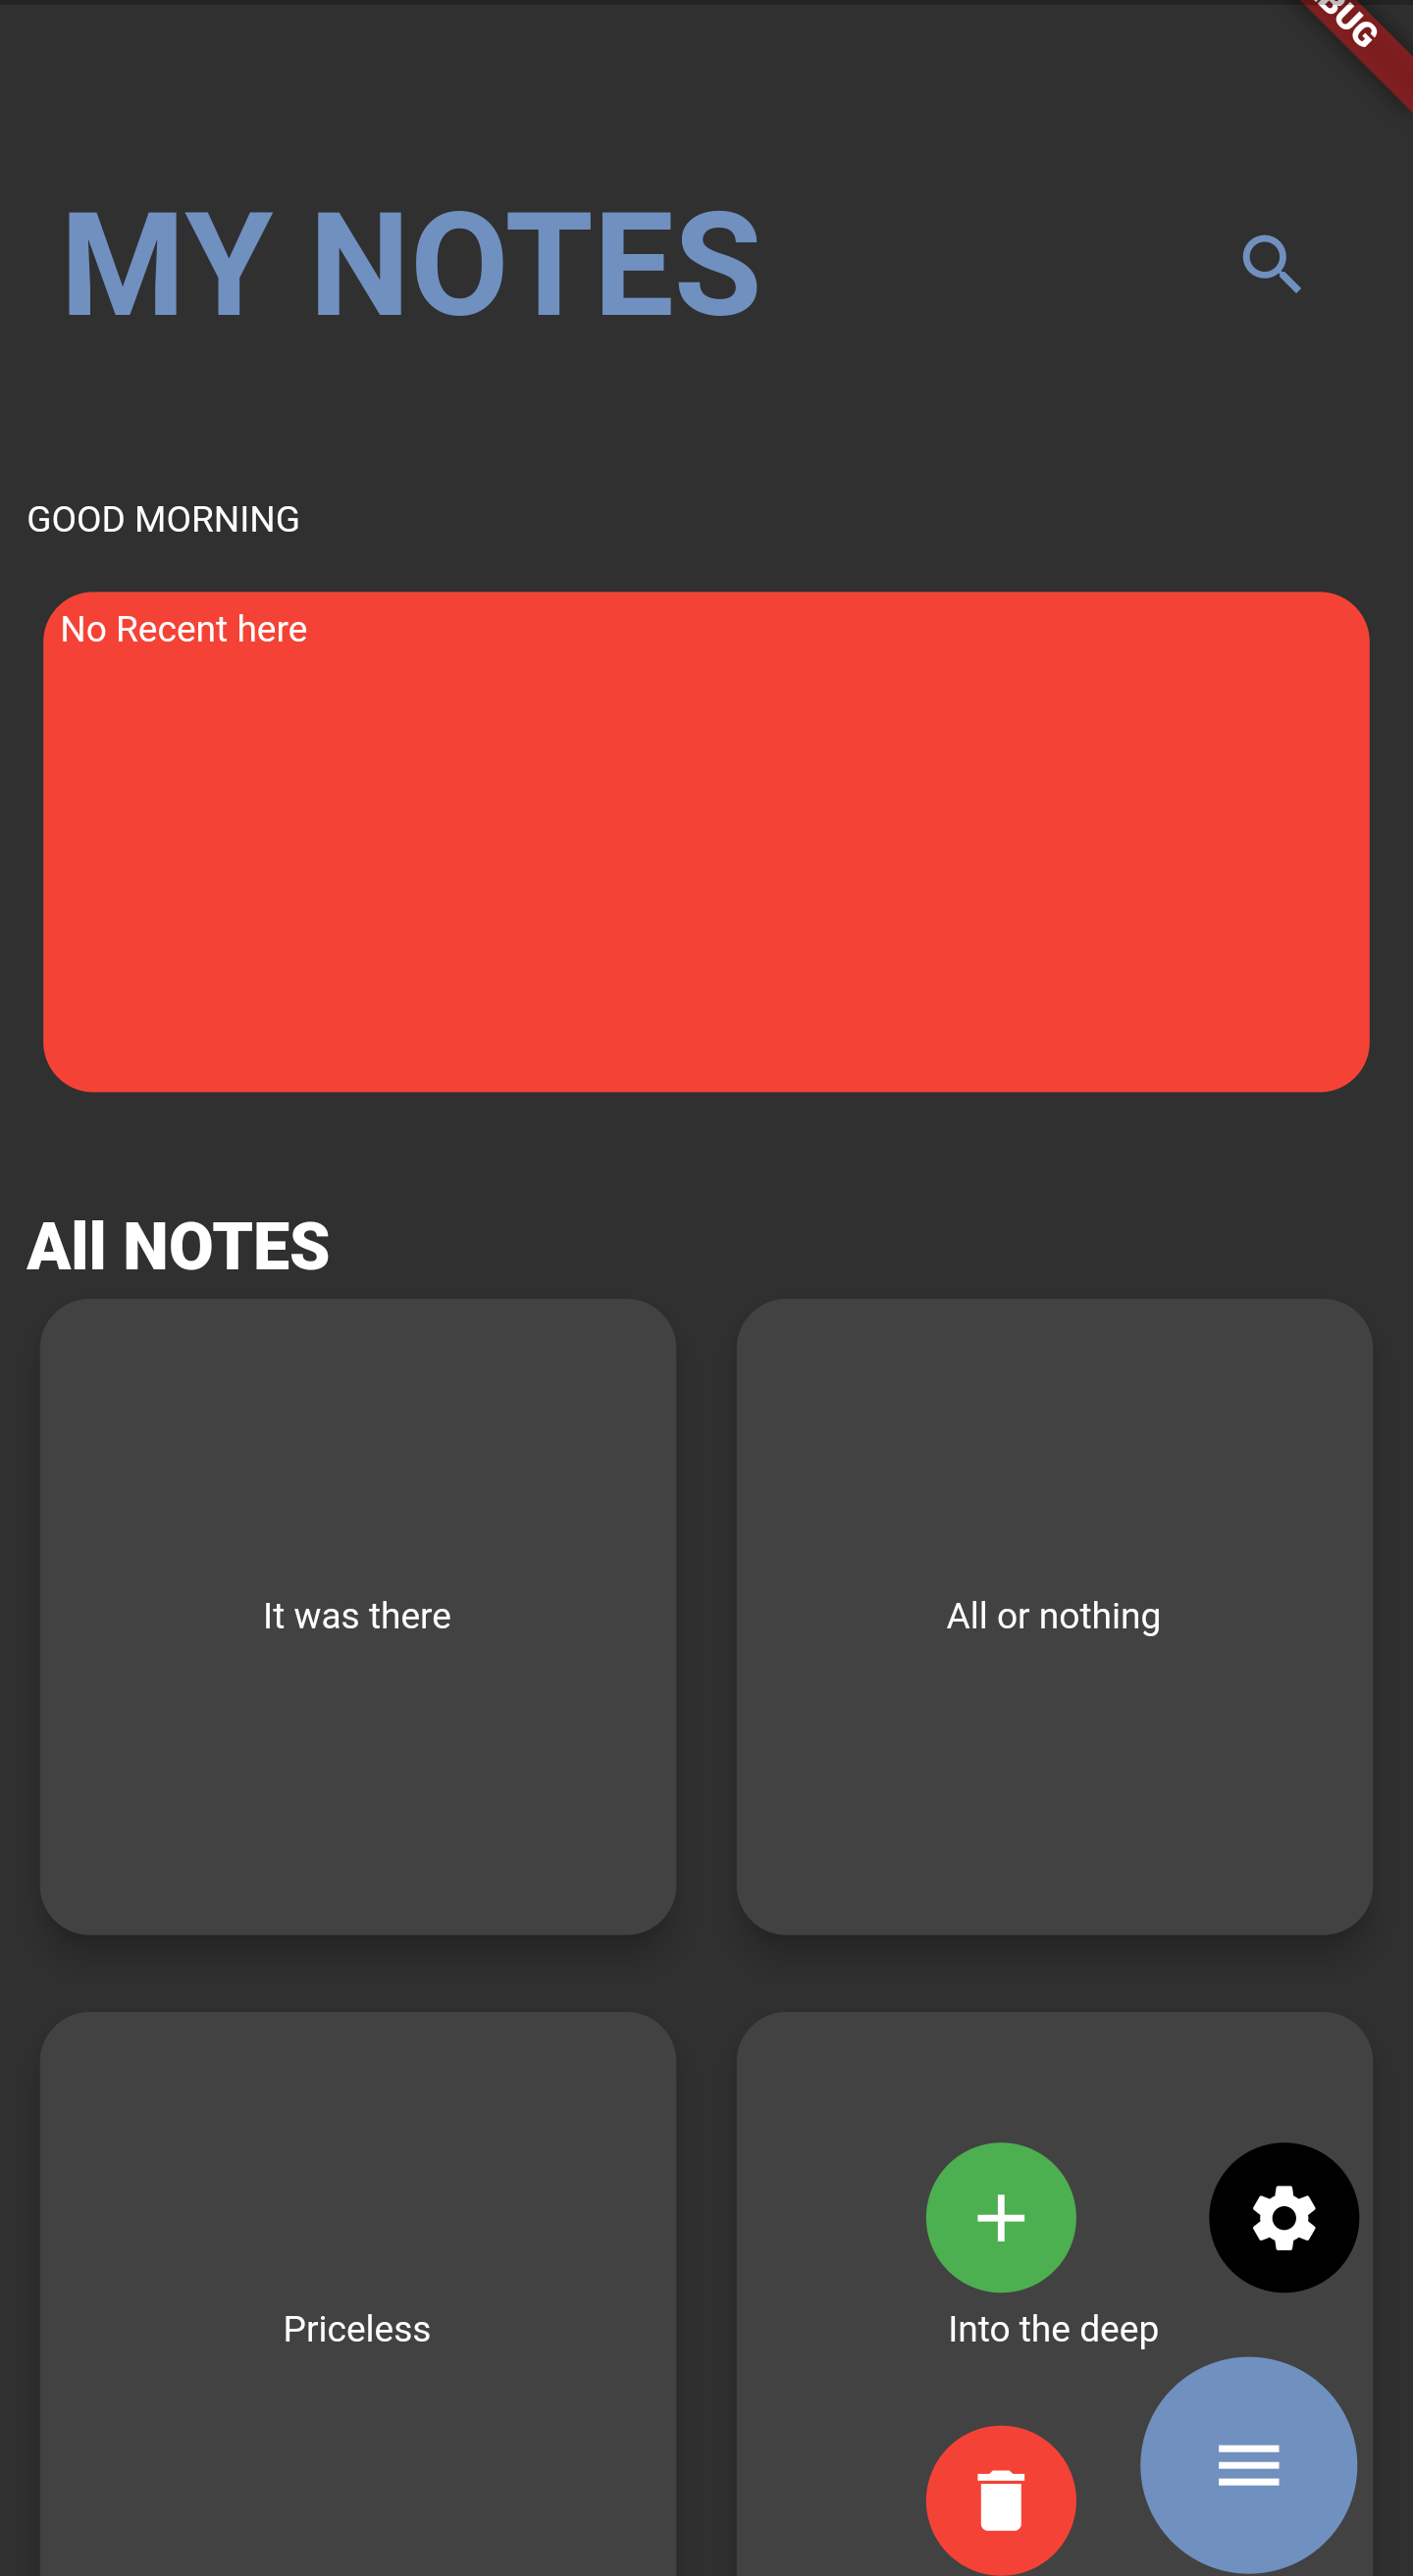 BUG
MY NOTES
GOOD MORNING
No Recent here
All NOTES
It was there
All or nothing
Priceless
Into the deep